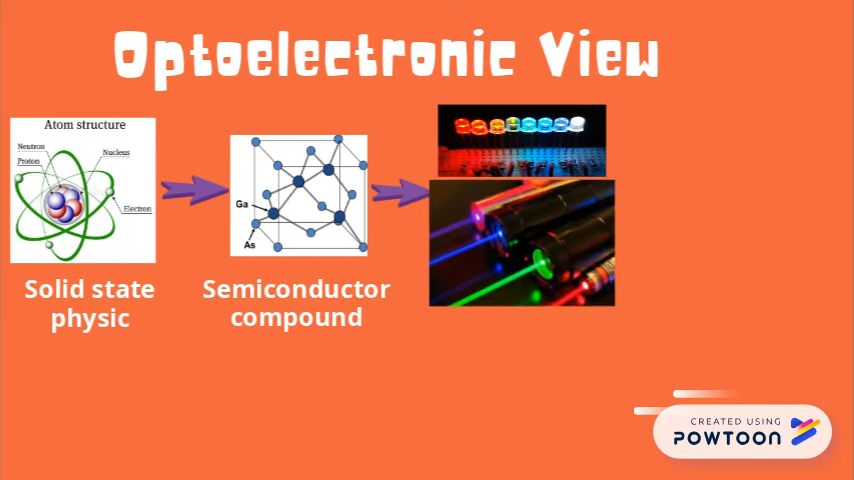 Optoelectronic View
Atom structure
Neutron
Proton
Nucleus
Electron
Ga
As
Solid state
physic
Semiconductor
compound
CREATED USING
POWTOON